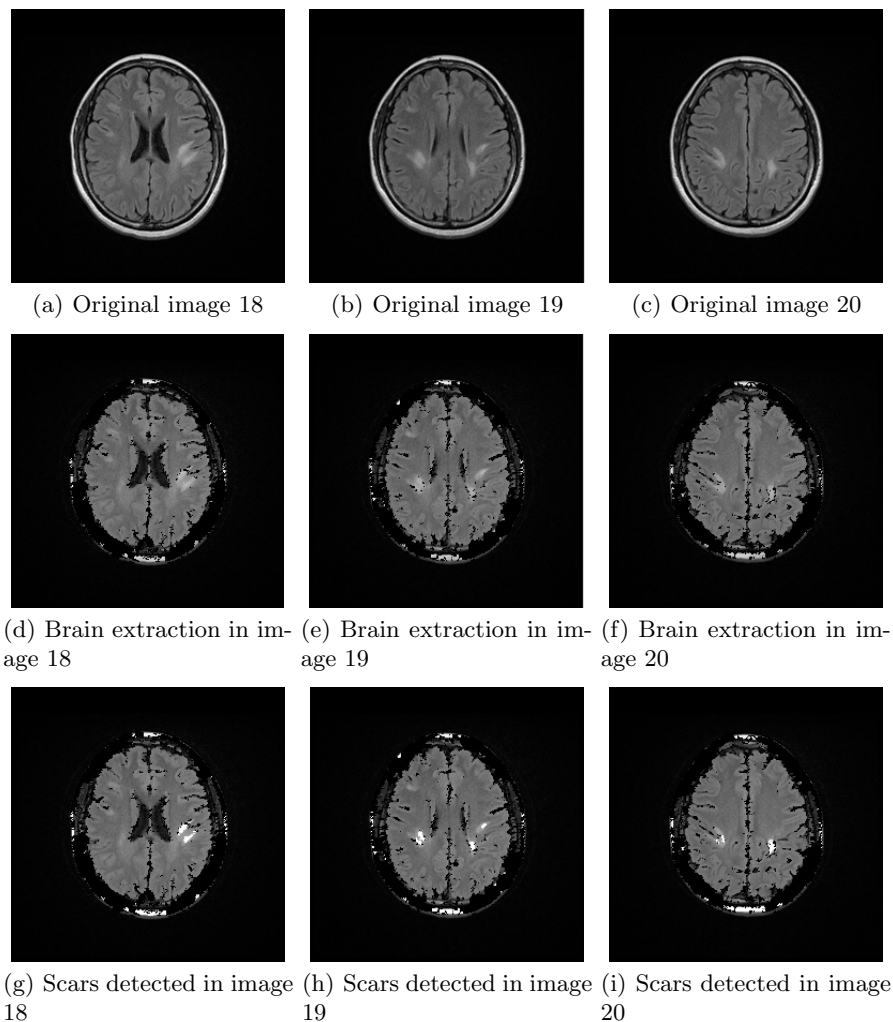 (a) Original image 18
(b) Original image 19
(c) Original image 20
(d) Brain extraction in im-
age 18
(e) Brain extraction in im-
age 19
(f) Brain extraction in im-
age 20
(g) Scars detected in image
18
(h) Scars detected in image
19
(i) Scars detected in image
20